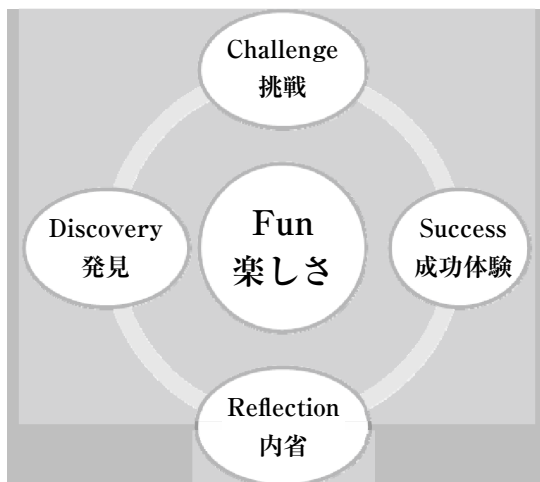 Challenge
挑戦
Discovery
発見
Fun
楽しさ
Success
成功体験
Reflection
内省